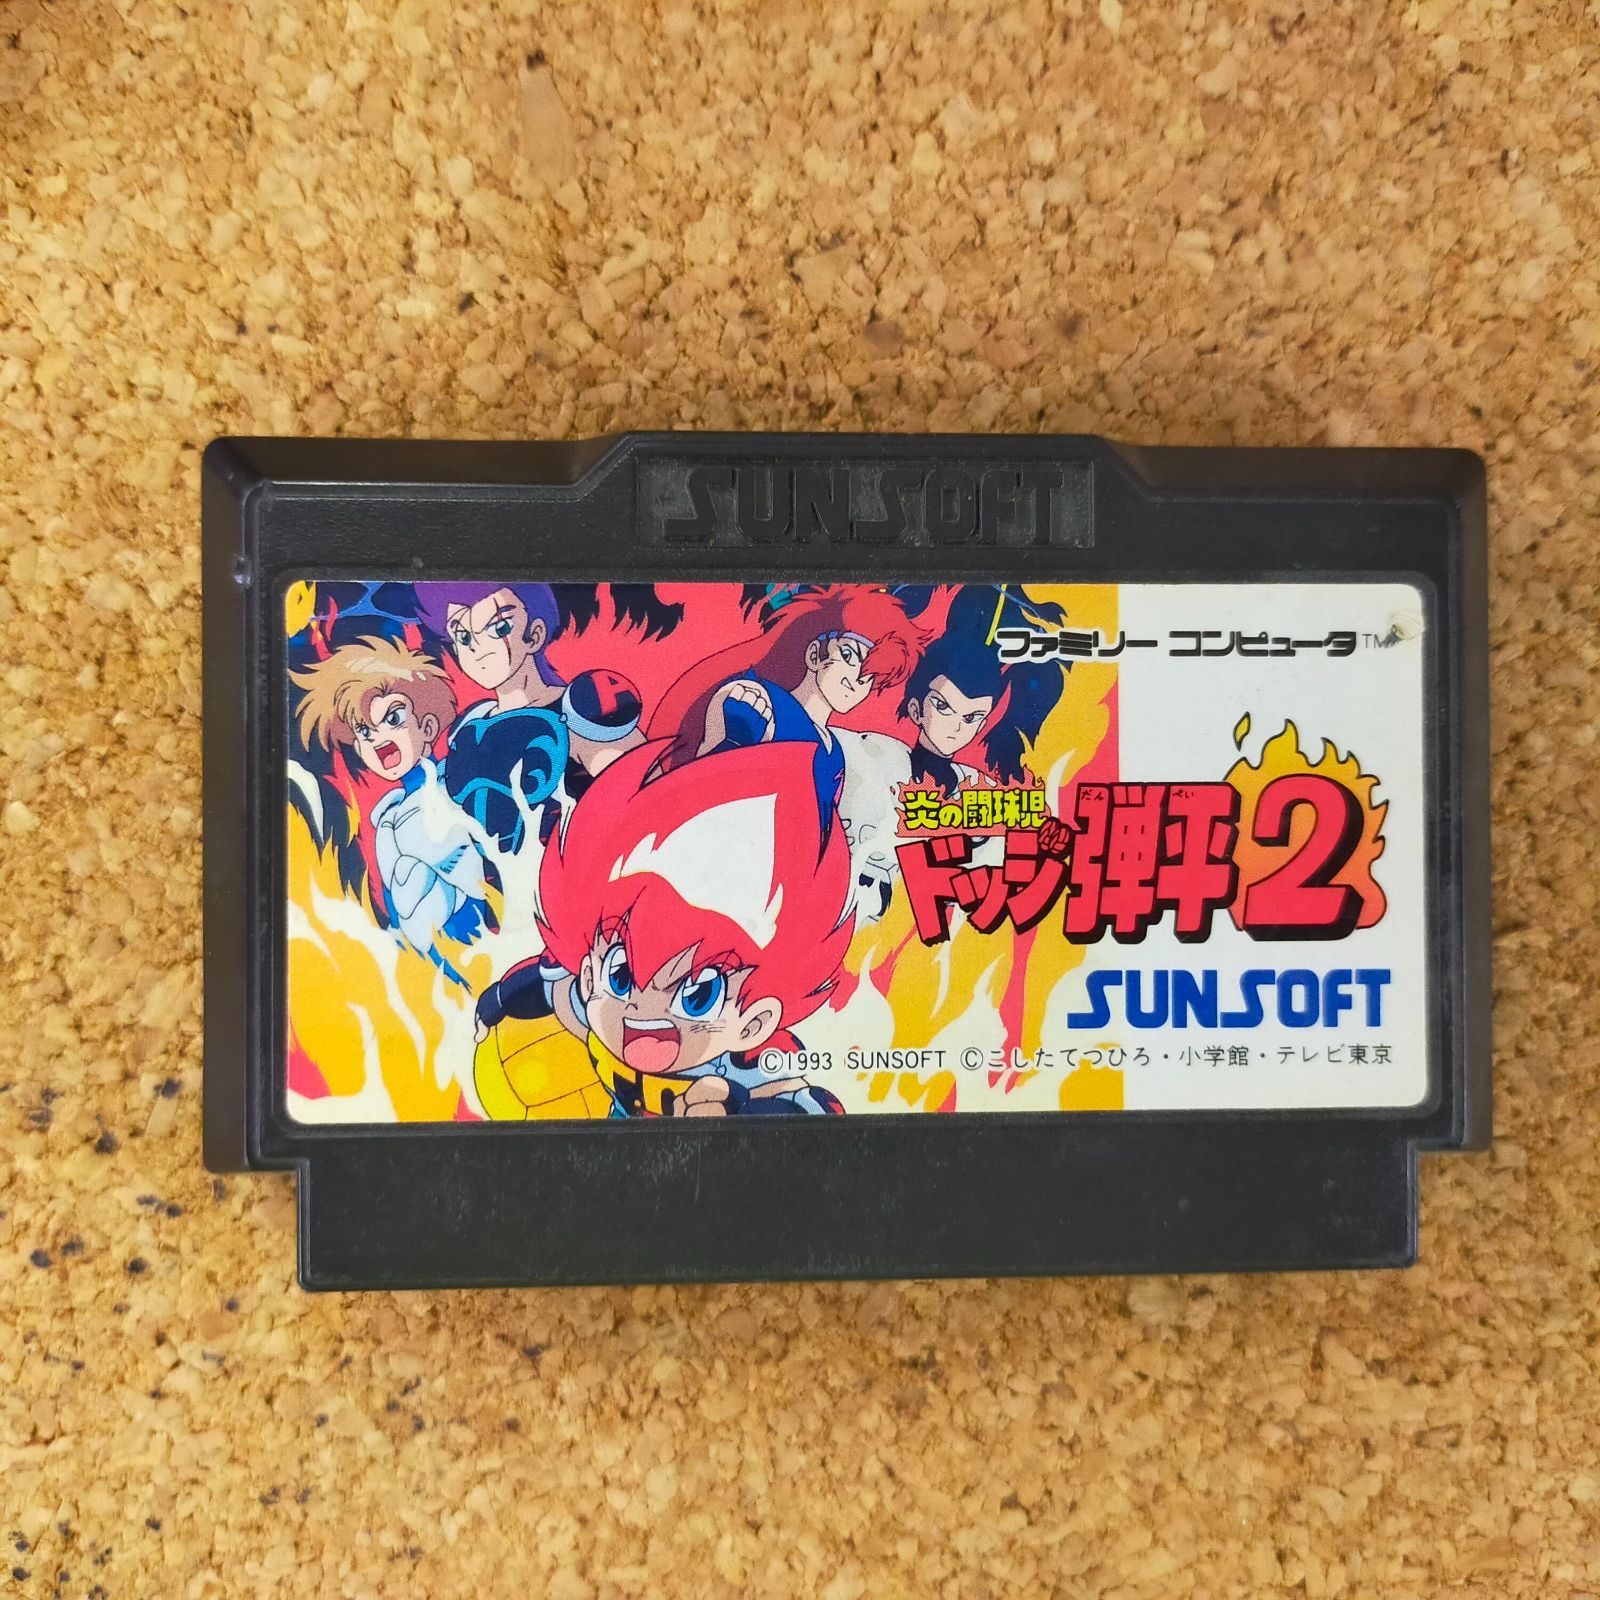 SUNSOFT
ファミリー コンピュータ TM
A
炎の闘球児
だん ぺい
ドッジ弾平2
SUNSOFT
©1993 SUNSOFT ©こしたてつひろ・小学館・テレビ東京